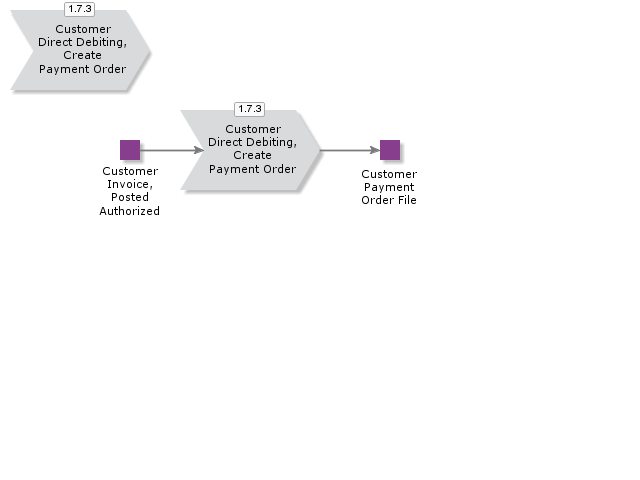 1.7.3
Customer
Direct Debiting,
Create
Payment Order
1.7.3
Customer
Direct Debiting,
Create
Payment Order
Customer
Invoice,
Posted
Authorized
Customer
Payment
Order File